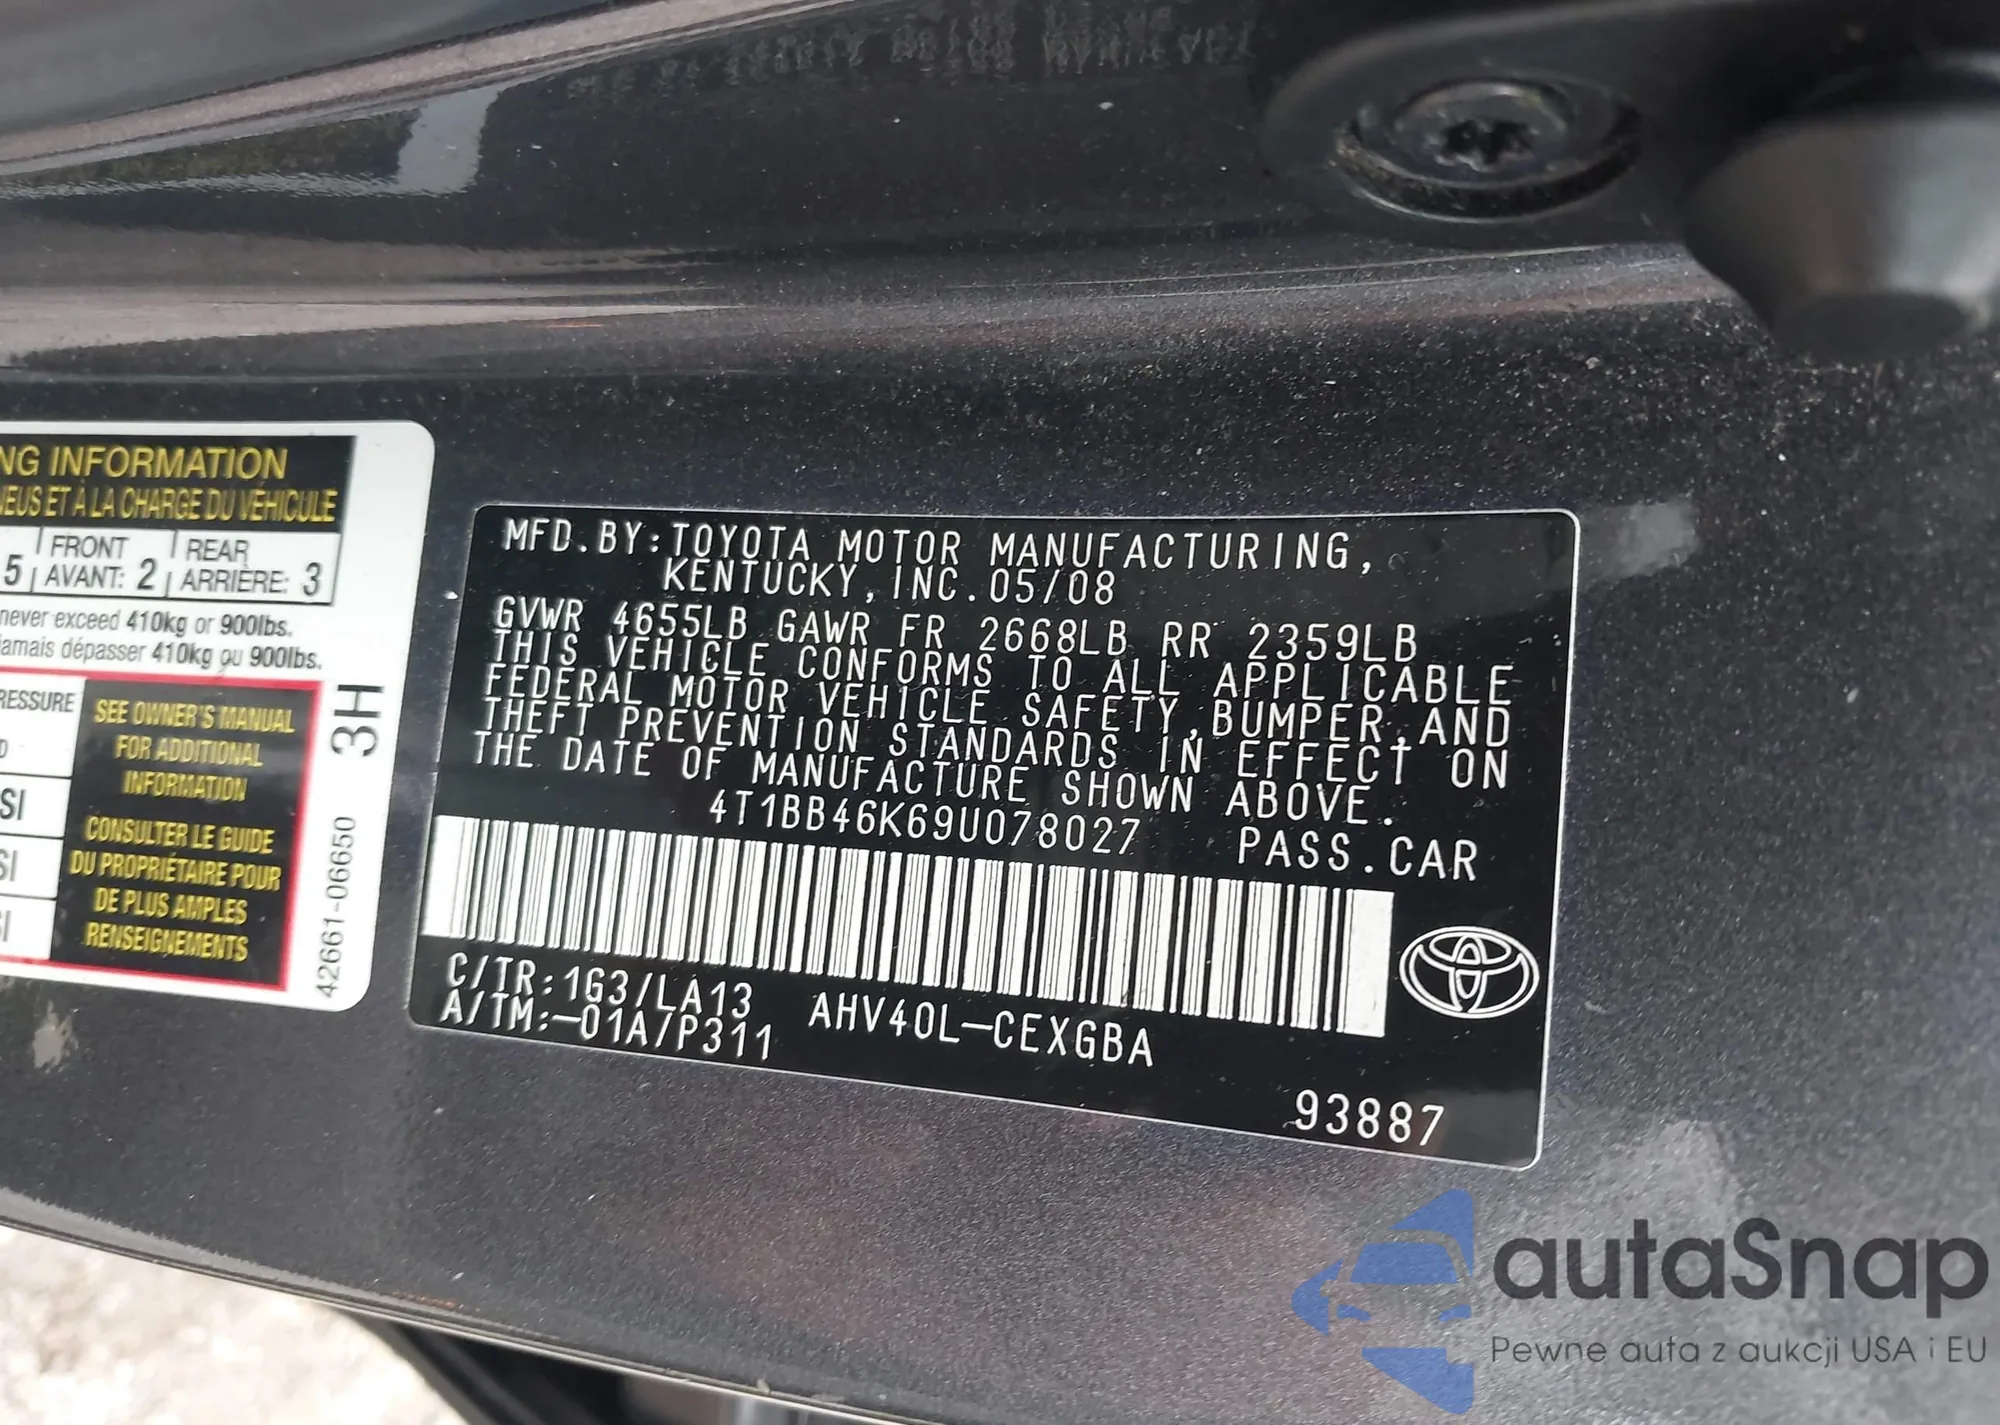 NG INFORMATION
NEUS ET À LA CHARGE DU VÉHICULE
5 FRONT AVANT: 2 REAR ARRIÈRE: 3
never exceed 410kg or 900lbs.
jamais dépasser 410kg ou 900lbs.
RESSURE
SEE OWNER'S MANUAL
FOR ADDITIONAL
INFORMATION
CONSULTER LE GUIDE
DU PROPRIÉTAIRE POUR
DE PLUS AMPLES
RENSEIGNEMENTS
SI
SI
SI
3H
42661-06650
MFD.BY:TOYOTA MOTOR MANUFACTURING,
KENTUCKY,INC.05/08
GVWR 4655LB GAWR FR 2668LB RR 2359LB
THIS VEHICLE CONFORMS TO ALL APPLICABLE
FEDERAL MOTOR VEHICLE SAFETY,BUMPER,AND
THEFT PREVENTION STANDARDS IN EFFECT ON
THE DATE OF MANUFACTURE SHOWN ABOVE.
4T1BB46K69U078027 PASS.CAR
C/TR:1G3/LA13 AHV40L-CEXGBA
A/TM:-01A/P311
93887
autaSnap
Pewne auta z aukcji USA i EU